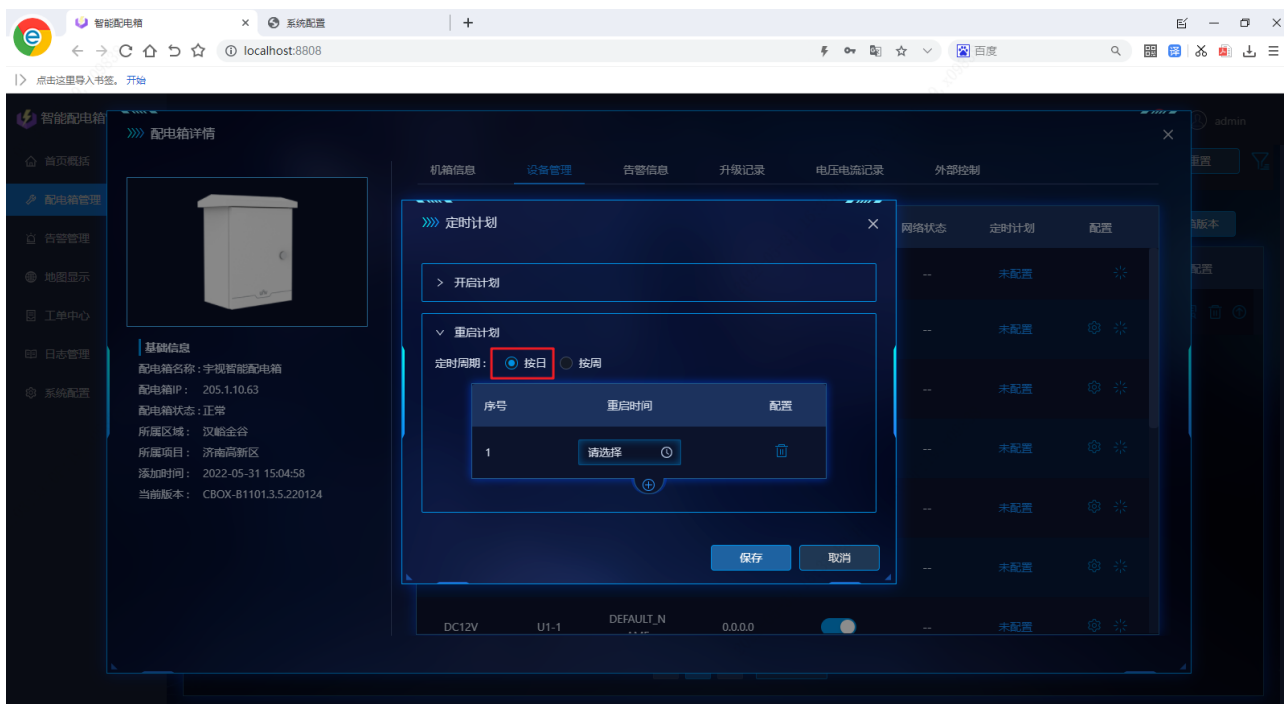 智能配电箱
系统配置
localhost:8808
百度
点击这里导入书签。 开始
智能配电箱
admin
配电箱详情
首页概括
配电箱管理
告警管理
地图显示
工单中心
日志管理
系统配置
机箱信息 设备管理 告警信息 升级记录 电压电流记录 外部控制
重置
定时计划
网络状态 定时计划 配置
版本
配置
开启计划
-- 未配置
重启计划
-- 未配置
定时周期: 按日 按周
-- 未配置
序号 重启时间 配置
1 请选择
-- 未配置
-- 未配置
保存 取消
-- 未配置
基础信息
配电箱名称:宇视智能配电箱
配电箱IP: 205.1.10.63
配电箱状态:正常
所属区域: 汉峪金谷
所属项目: 济南高新区
添加时间: 2022-05-31 15:04:58
当前版本: CBOX-B1101.3.5.220124
DC12V U1-1 DEFAULT_N 0.0.0.0 -- 未配置